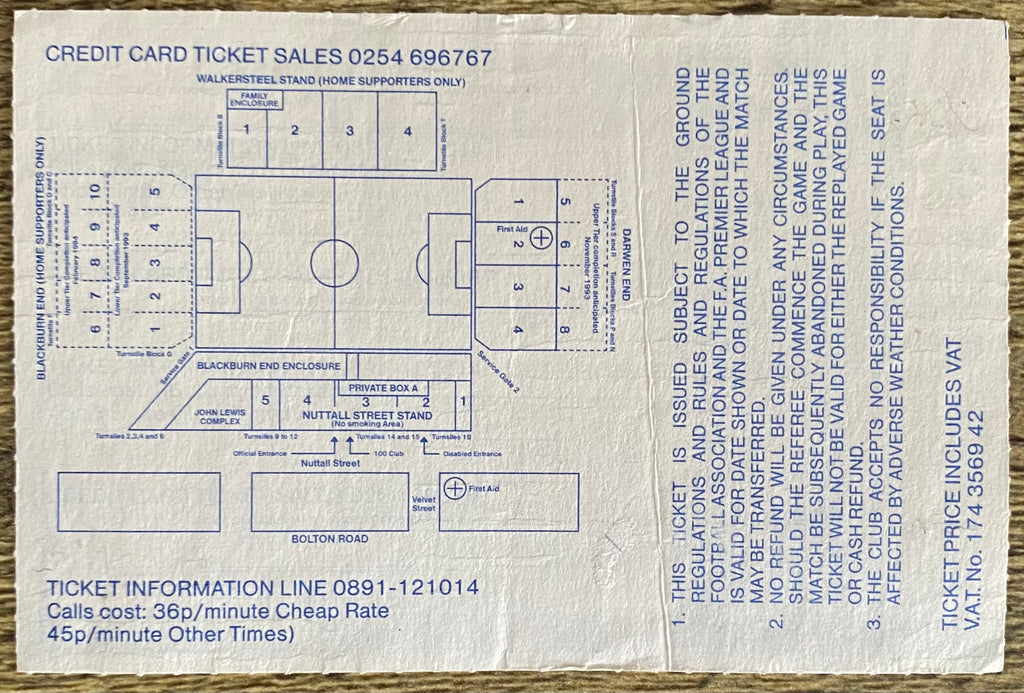 CREDIT CARD TICKET SALES 0254 696767
WALKERSTEEL STAND (HOME SUPPORTERS ONLY)
FAMILY
ENCLOSURE
1
2
3
4
Turnstile Block S
Turnstile Block T
BLACKBURN END (HOME SUPPORTERS ONLY)
Turnstile Block D and C
Turnstile
Upper Tier Completion anticipated
February 1994
10
9
8
7
6
Lower Tier Completion anticipated
September 1993
5
4
3
2
1
Turnstile Block G
Service Gate
1
First Aid
2
3
4
5
6
7
8
Upper Tier completion anticipated
November 1993
Turnstile Blocks S and R
Turnstile Blocks P and N
DARWEN END
Service Gate 2
BLACKBURN END ENCLOSURE
PRIVATE BOX A
JOHN LEWIS
COMPLEX
5
4
3
2
1
NUTTALL STREET STAND
(No smoking Area)
Turnstiles 2,3,4 and 6
Turnstiles 9 to 12
Turnstiles 14 and 15
Turnstiles 16
Official Entrance
100 Club
Disabled Entrance
Nuttall Street
Velvet
Street
First Aid
BOLTON ROAD
TICKET INFORMATION LINE 0891-121014
Calls cost: 36p/minute Cheap Rate
45p/minute Other Times)
1. THIS TICKET IS ISSUED SUBJECT TO THE GROUND
REGULATIONS AND RULES AND REGULATIONS OF THE
FOOTBALL ASSOCIATION AND THE F.A. PREMIER LEAGUE AND
IS VALID FOR DATE SHOWN OR DATE TO WHICH THE MATCH
MAY BE TRANSFERRED.
2. NO REFUND WILL BE GIVEN UNDER ANY CIRCUMSTANCES.
SHOULD THE REFEREE COMMENCE THE GAME AND THE
MATCH BE SUBSEQUENTLY ABANDONED DURING PLAY, THIS
TICKET WILL NOT BE VALID FOR EITHER THE REPLAYED GAME
OR CASH REFUND.
3. THE CLUB ACCEPTS NO RESPONSIBILITY IF THE SEAT IS
AFFECTED BY ADVERSE WEATHER CONDITIONS.
TICKET PRICE INCLUDES VAT
V.A.T. No. 174 3569 42